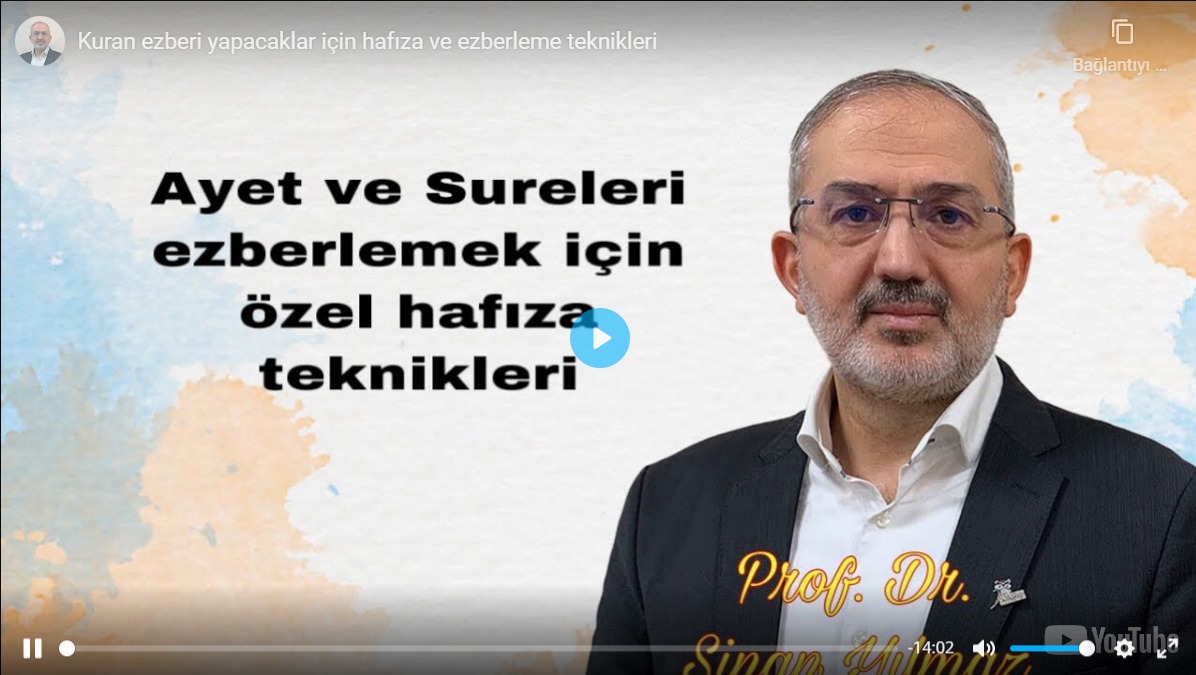 Kuran ezberi yapacaklar için hafıza ve ezberleme teknikleri
Bağlantıyı ...
Ayet ve Sureleri
ezberlemek için
özel hafıza
teknikleri
Prof. Dr.
Sinan Yılmaz
-14:02
YouTube